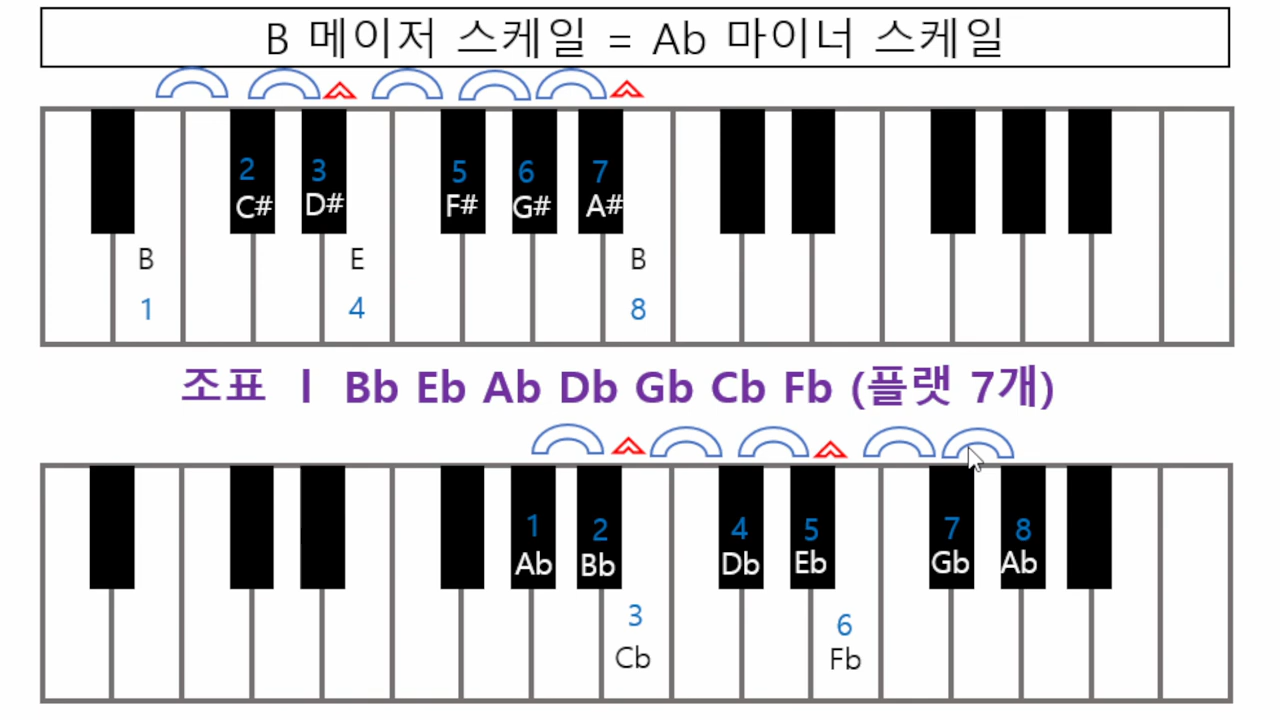 B 메이저 스케일 = Ab 마이너 스케일
2 3 5 6 7
C# D# F# G# A#
B E B
1 4 8
조표 l Bb Eb Ab Db Gb Cb Fb (플랫 7개)
1 2 4 5 7 8
Ab Bb Db Eb Gb Ab
3 6
Cb Fb